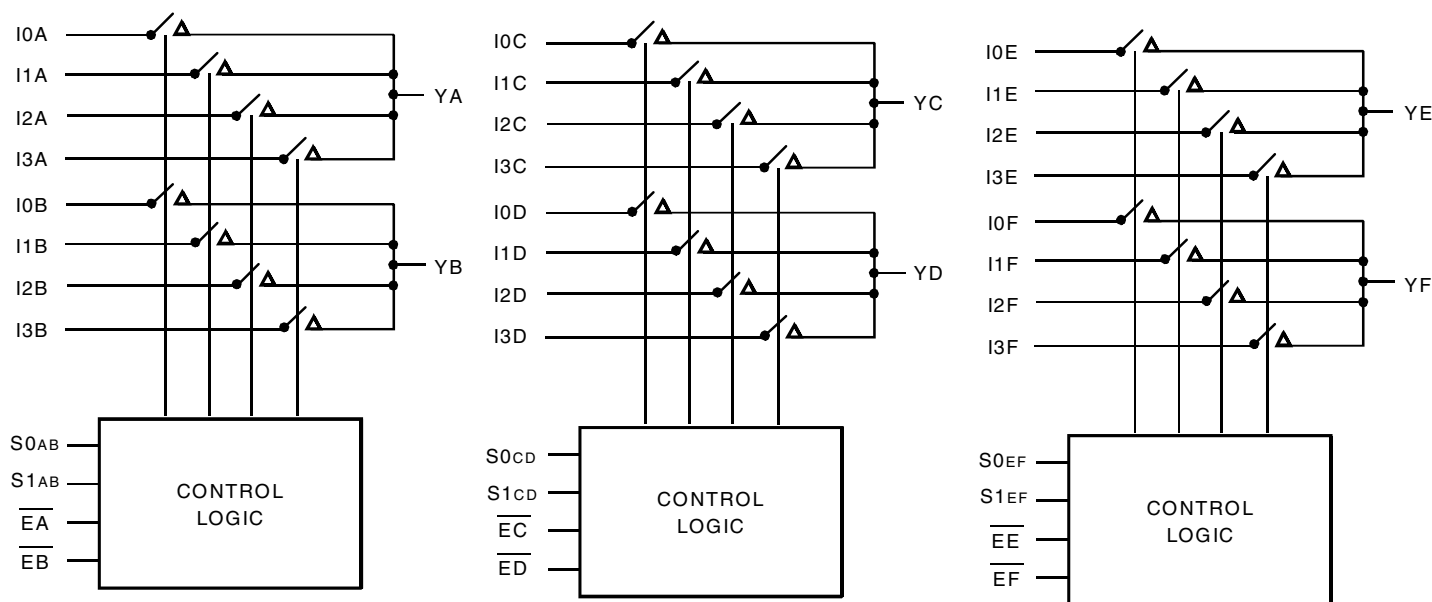 I0A
I1A
I2A
I3A
YA
I0B
I1B
I2B
I3B
YB
S0AB
S1AB
EA
EB
CONTROL
LOGIC
I0C
I1C
I2C
I3C
YC
I0D
I1D
I2D
I3D
YD
S0CD
S1CD
EC
ED
CONTROL
LOGIC
I0E
I1E
I2E
I3E
YE
I0F
I1F
I2F
I3F
YF
S0EF
S1EF
EE
EF
CONTROL
LOGIC